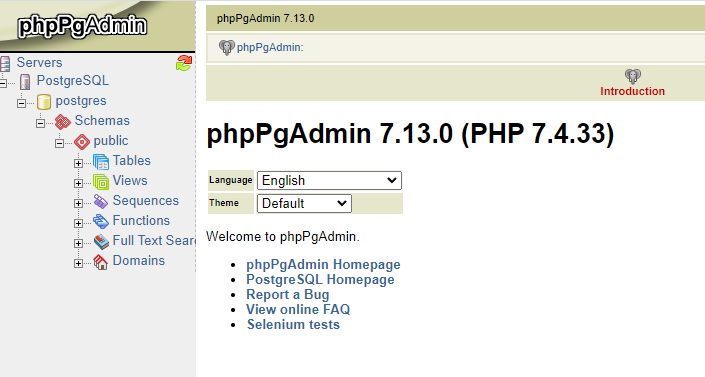 phpPgAdmin
Servers
PostgreSQL
postgres
Schemas
public
Tables
Views
Sequences
Functions
Full Text Sear
Domains
phpPgAdmin 7.13.0
phpPgAdmin:
Introduction
phpPgAdmin 7.13.0 (PHP 7.4.33)
Language English
Theme Default
Welcome to phpPgAdmin.
phpPgAdmin Homepage
PostgreSQL Homepage
Report a Bug
View online FAQ
Selenium tests